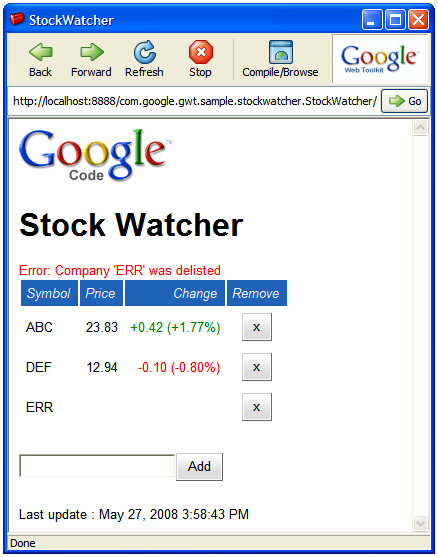 StockWatcher
Back Forward Refresh Stop Compile/Browse Google Web Toolkit
http://localhost:8888/com.google.gwt.sample.stockwatcher.StockWatcher/ Go
Google™
Code
Stock Watcher
Error: Company 'ERR' was delisted
Symbol Price Change Remove
ABC 23.83 +0.42 (+1.77%) x
DEF 12.94 -0.10 (-0.80%) x
ERR x
Add
Last update : May 27, 2008 3:58:43 PM
Done